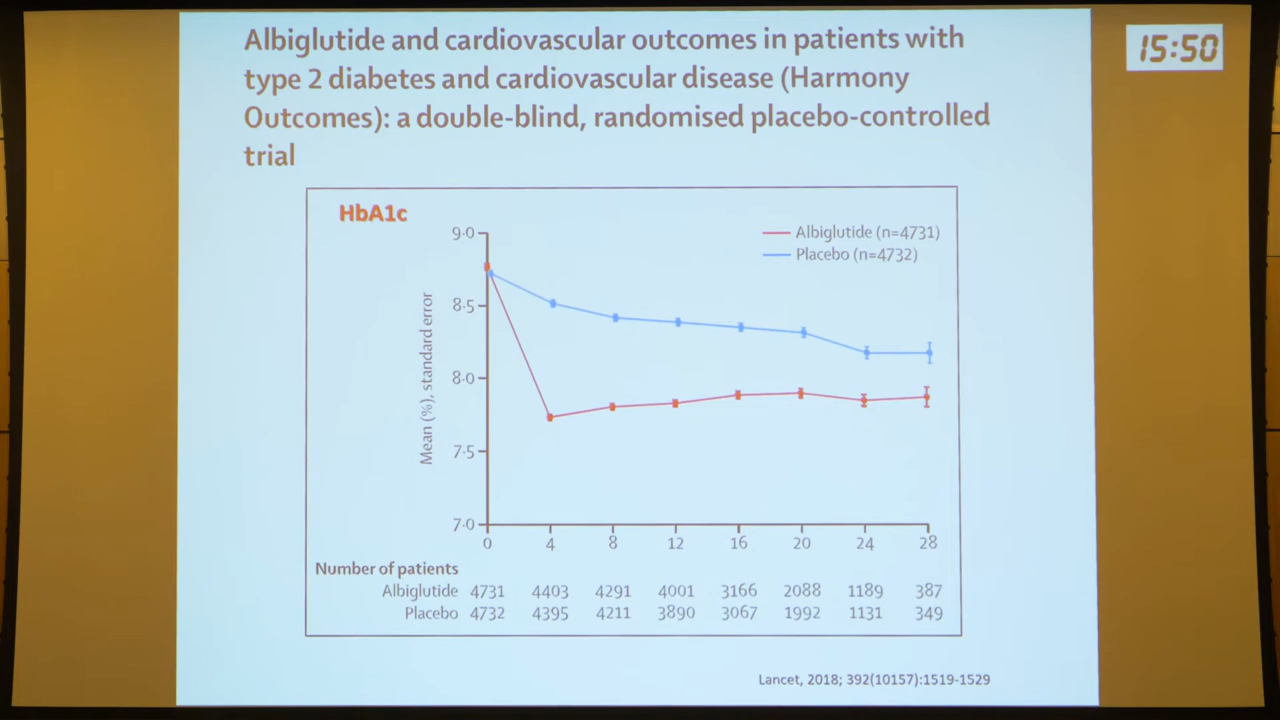 Albiglutide and cardiovascular outcomes in patients with
type 2 diabetes and cardiovascular disease (Harmony
Outcomes): a double-blind, randomised placebo-controlled
trial
15:50
HbA1c
Albiglutide (n=4731)
Placebo (n=4732)
Mean (%), standard error
9·0
8·5
8·0
7·5
7·0
0 4 8 12 16 20 24 28
Number of patients
Albiglutide 4731 4403 4291 4001 3166 2088 1189 387
Placebo 4732 4395 4211 3890 3067 1992 1131 349
Lancet, 2018; 392(10157):1519-1529